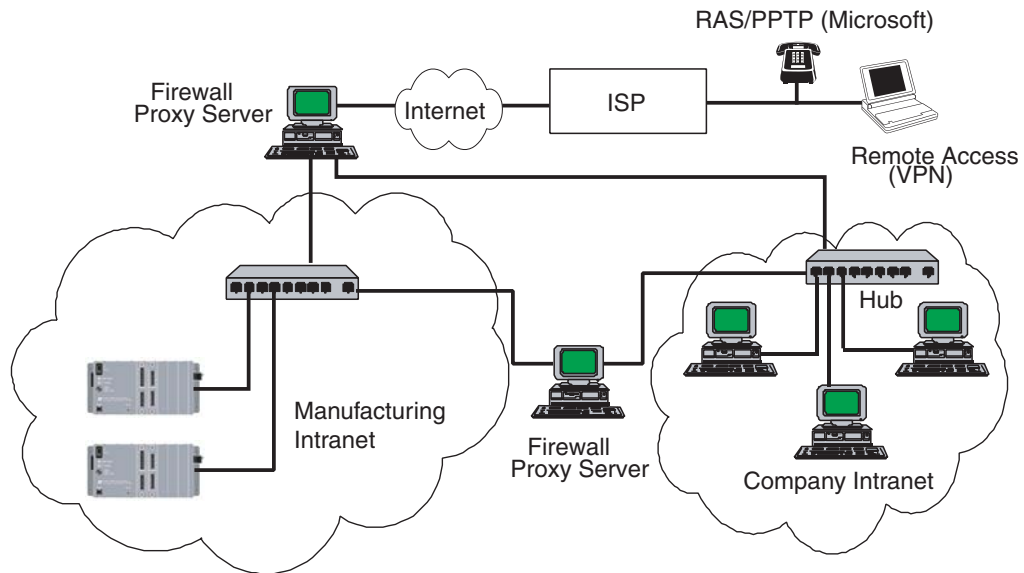 RAS/PPTP (Microsoft)
Firewall
Proxy Server
Internet
ISP
Remote Access
(VPN)
Hub
Manufacturing
Intranet
Firewall
Proxy Server
Company Intranet